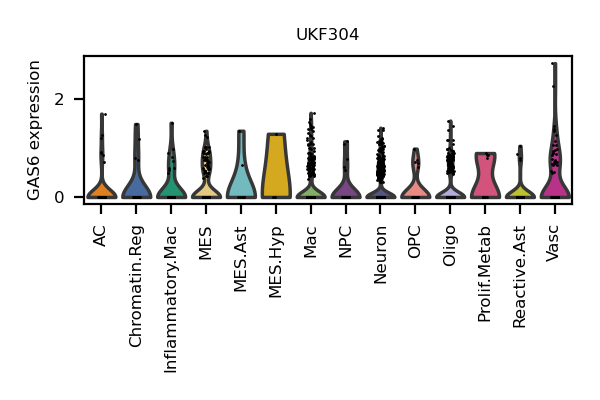 UKF304
GAS6 expression
2
0
AC
Chromatin.Reg
Inflammatory.Mac
MES
MES.Ast
MES.Hyp
Mac
NPC
Neuron
OPC
Oligo
Prolif.Metab
Reactive.Ast
Vasc